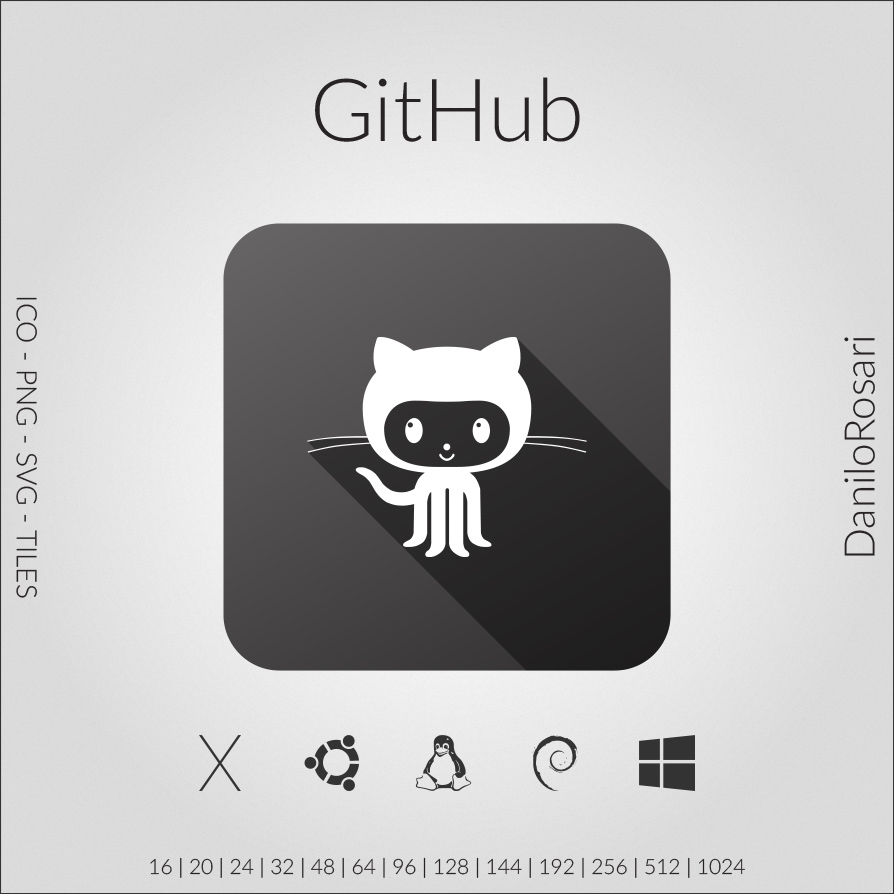 GitHub
ICO - PNG - SVG - TILES
DaniloRosari
16 | 20 | 24 | 32 | 48 | 64 | 96 | 128 | 144 | 192 | 256 | 512 | 1024